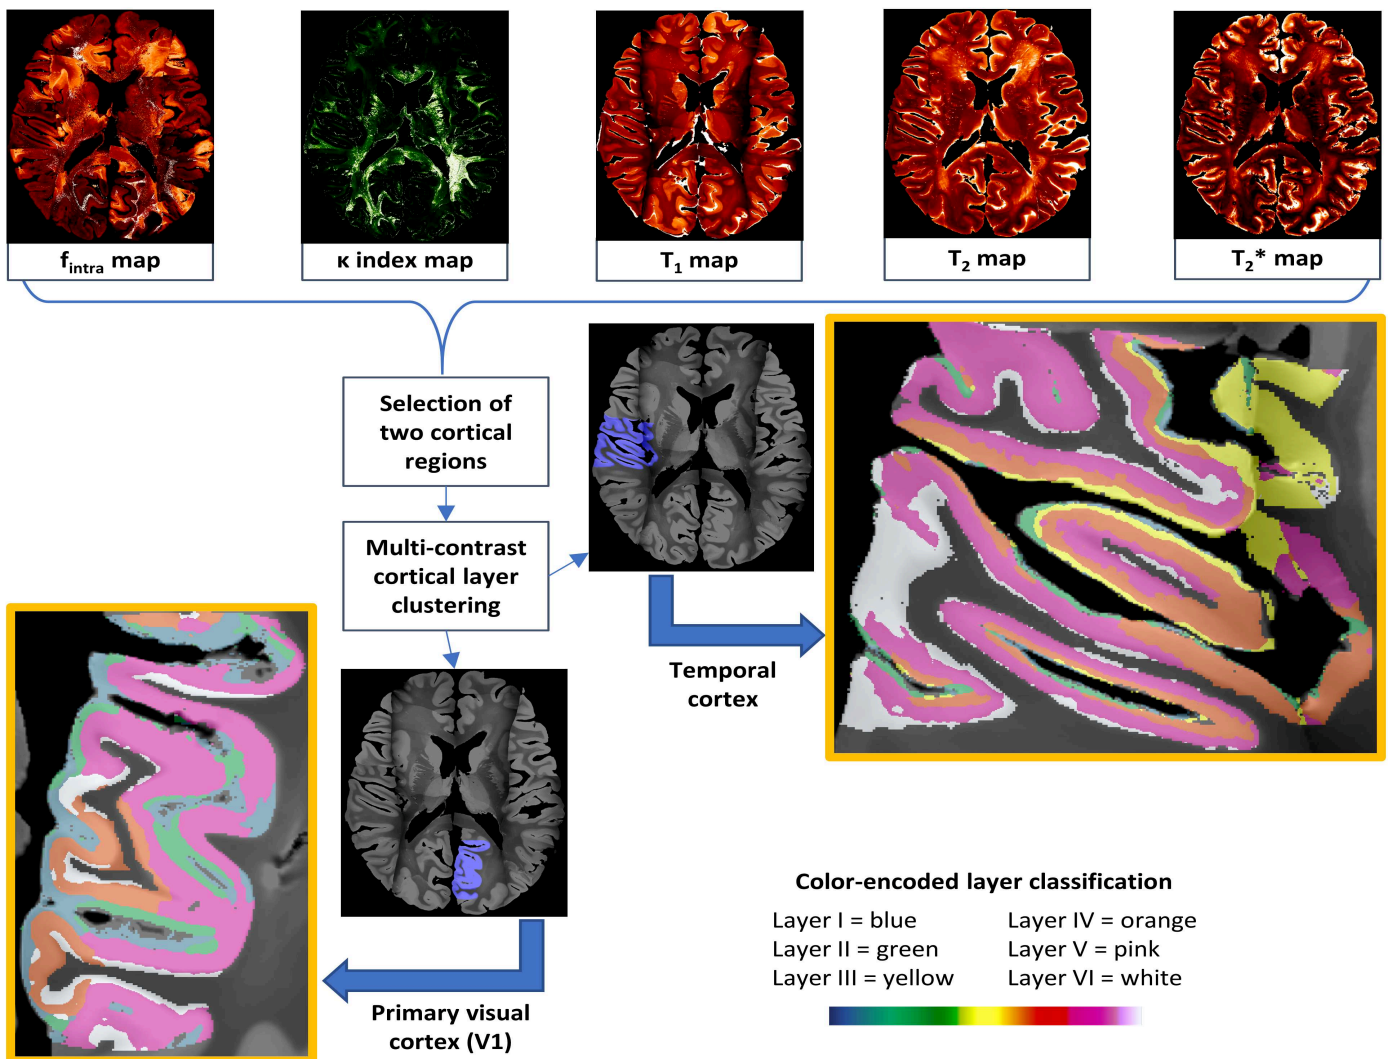 f_intra map
κ index map
T₁ map
T₂ map
T₂* map
Selection of
two cortical
regions
Multi-contrast
cortical layer
clustering
Temporal
cortex
Primary visual
cortex (V1)
Color-encoded layer classification
Layer I = blue
Layer II = green
Layer III = yellow
Layer IV = orange
Layer V = pink
Layer VI = white